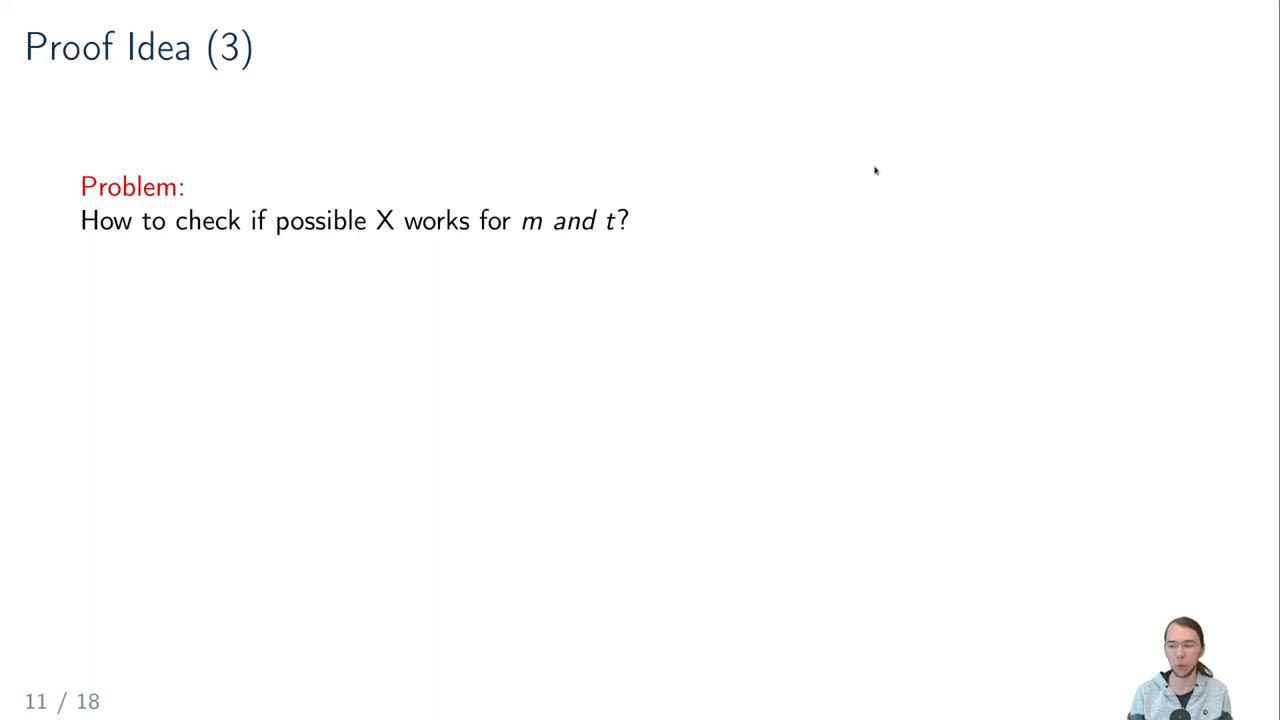 Proof Idea (3)
Problem:
How to check if possible X works for m and t?
11 / 18